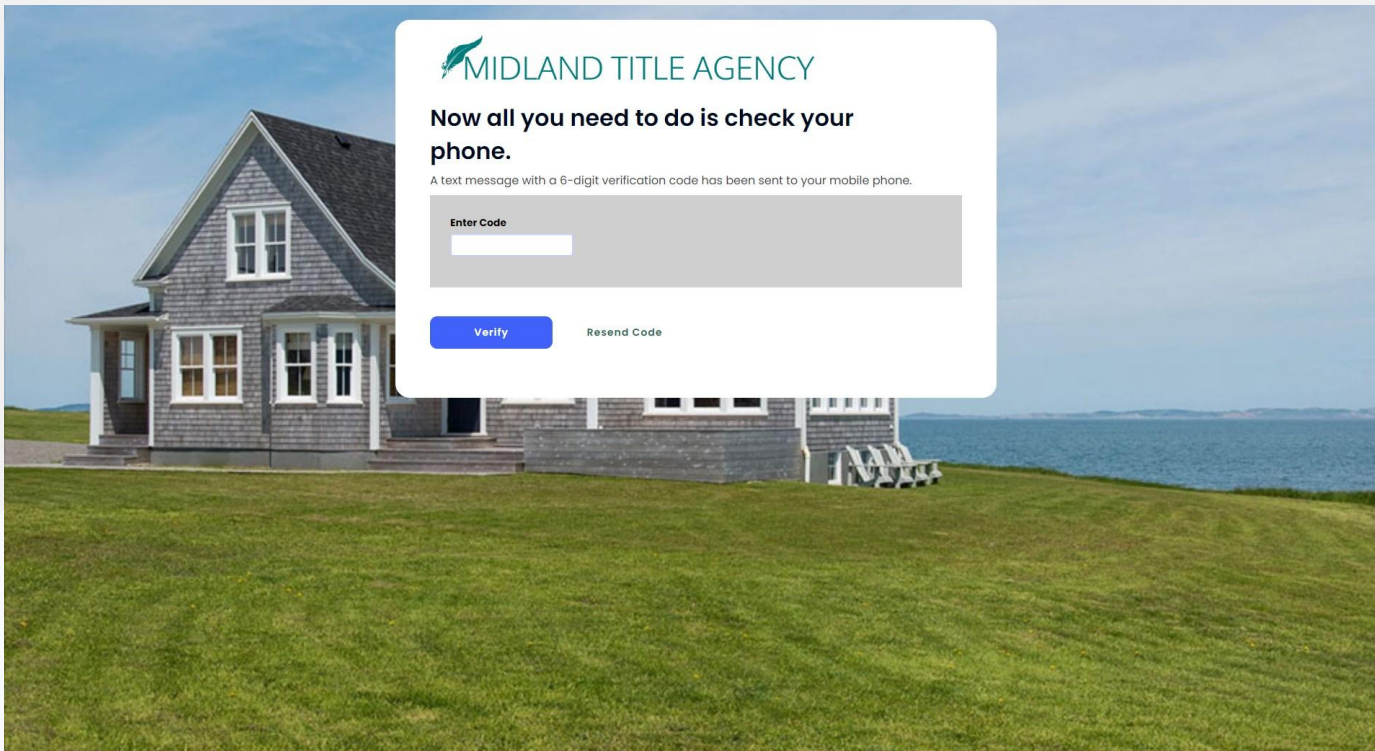 MIDLAND TITLE AGENCY
Now all you need to do is check your
phone.
A text message with a 6-digit verification code has been sent to your mobile phone.
Enter Code
Verify
Resend Code